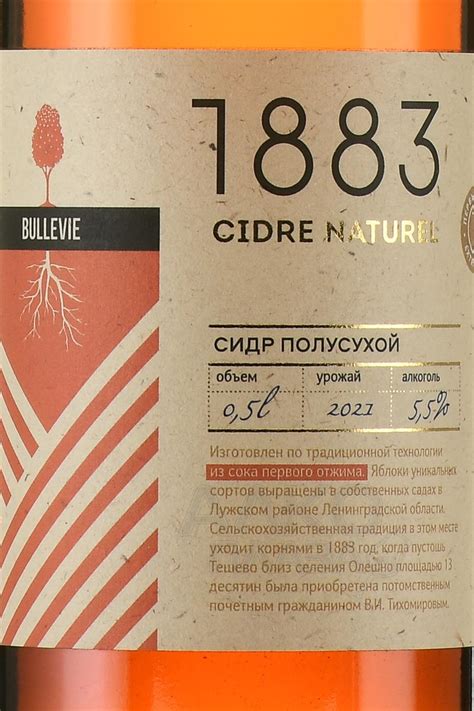 1883
BULLEVIE
CIDRE NATUREL
СИДР ПОЛУСУХОЙ
объем урожай алкоголь
0,5l 2021 5,5%
Изготовлен по традиционной технологии
из сока первого отжима. Яблоки уникальных
сортов выращены в собственных садах в
Лужском районе Ленинградской области.
Сельскохозяйственная традиция в этом месте
уходит корнями в 1883 год, когда пустошь
Тешево близ селения Олешно площадью 13
десятин была приобретена потомственным
почетным гражданином В.И. Тихомировым.